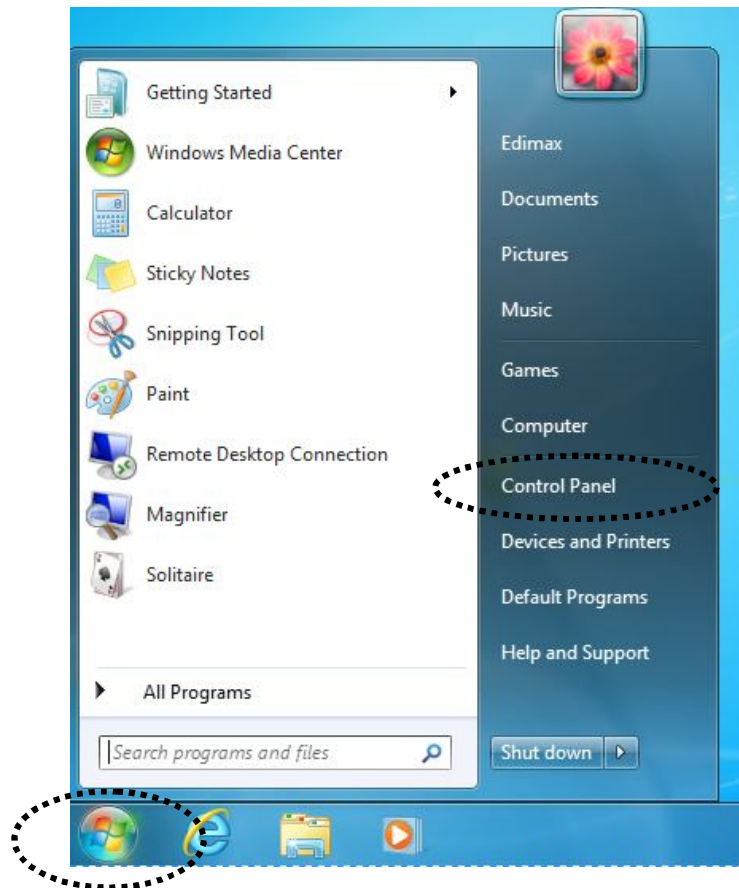 Getting Started
Windows Media Center
Calculator
Sticky Notes
Snipping Tool
Paint
Remote Desktop Connection
Magnifier
Solitaire
All Programs
Search programs and files
Edimax
Documents
Pictures
Music
Games
Computer
Control Panel
Devices and Printers
Default Programs
Help and Support
Shut down